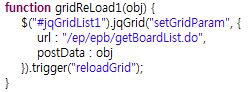 function gridReLoad1(obj) {
    $("#jqGridList1").jqGrid("setGridParam", {
        url : "/ep/epb/getBoardList.do",
        postData : obj
    }).trigger("reloadGrid");
}